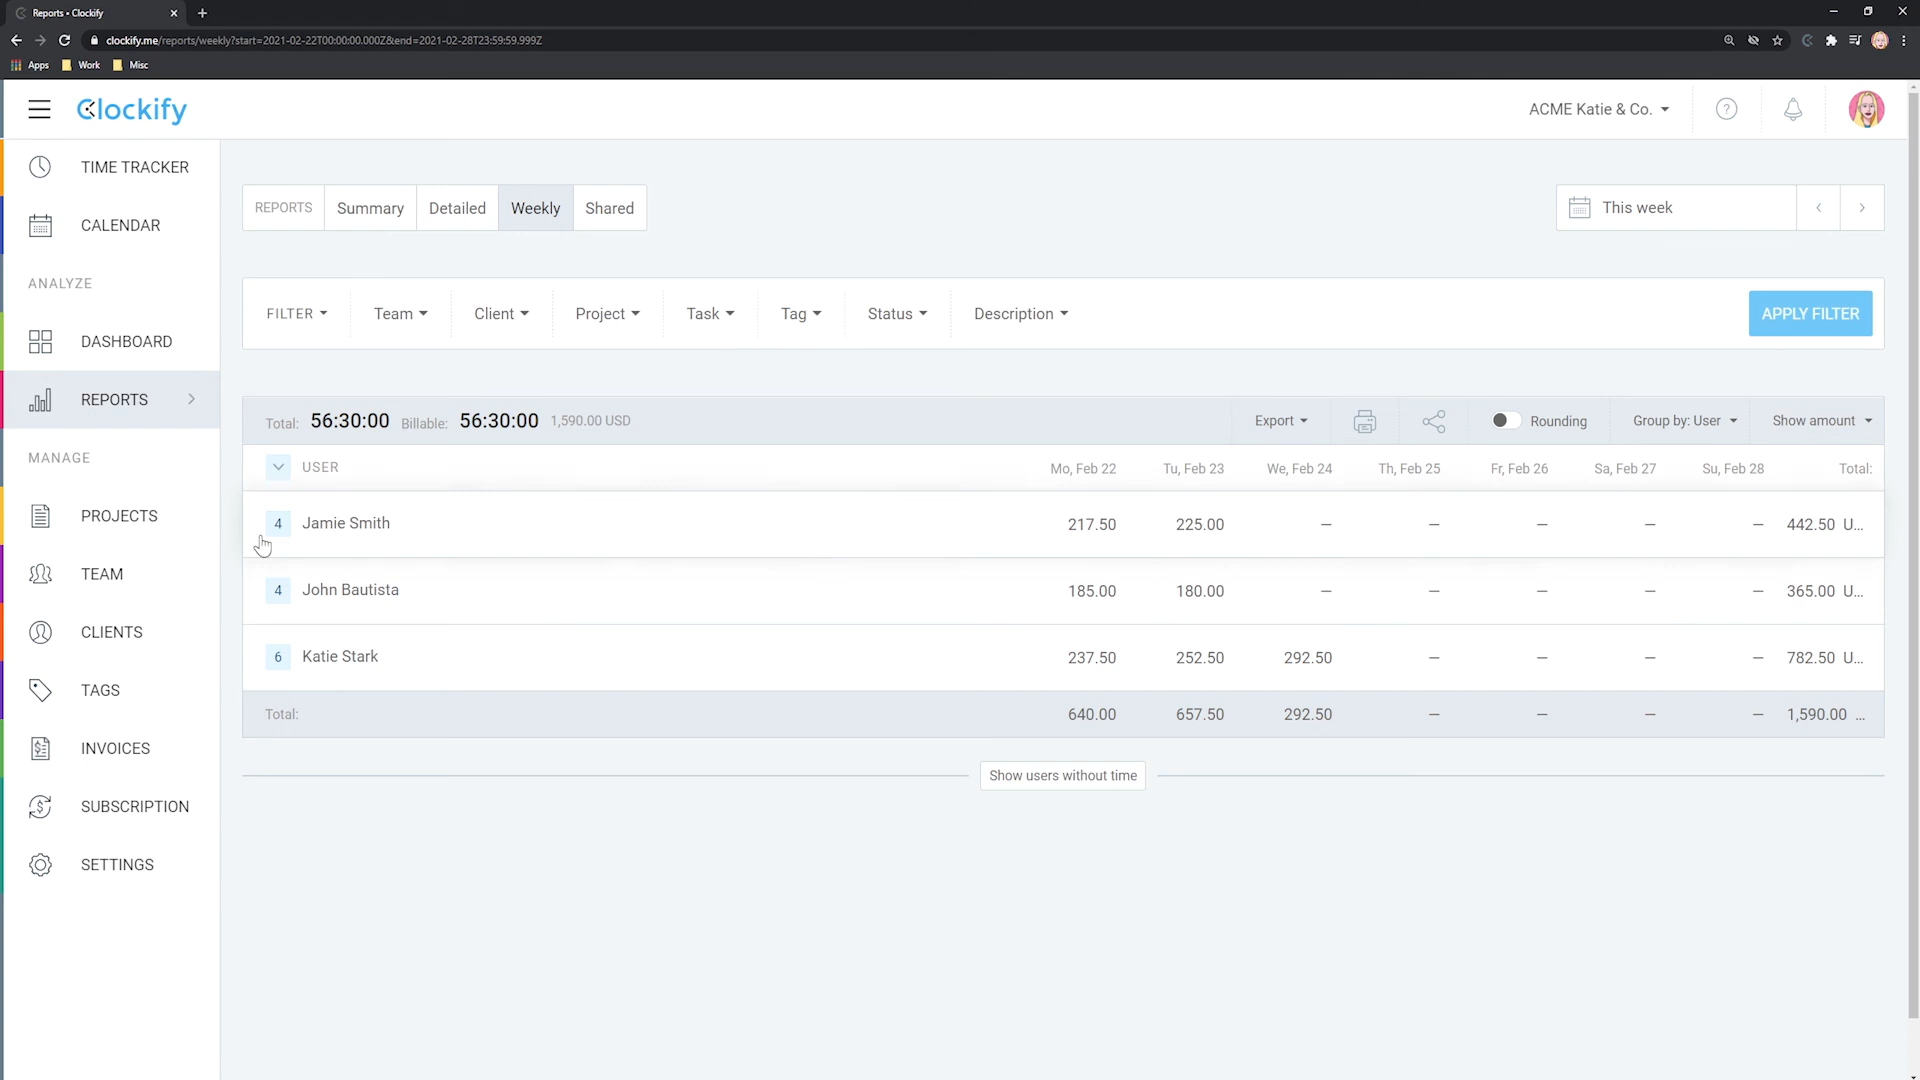 Reports • Clockify
clockify.me/reports/weekly?start=2021-02-22T00:00:00.000Z&end=2021-02-28T23:59:59.999Z
Apps Work Misc
Clockify
ACME Katie & Co.
?
TIME TRACKER
CALENDAR
ANALYZE
DASHBOARD
REPORTS
MANAGE
PROJECTS
TEAM
CLIENTS
TAGS
INVOICES
SUBSCRIPTION
SETTINGS
REPORTS Summary Detailed Weekly Shared
This week
FILTER Team Client Project Task Tag Status Description
APPLY FILTER
Total: 56:30:00 Billable: 56:30:00 1,590.00 USD
Export Rounding Group by: User Show amount
USER Mo, Feb 22 Tu, Feb 23 We, Feb 24 Th, Feb 25 Fr, Feb 26 Sa, Feb 27 Su, Feb 28 Total:
4 Jamie Smith 217.50 225.00 – – – – – 442.50 U...
4 John Bautista 185.00 180.00 – – – – – 365.00 U...
6 Katie Stark 237.50 252.50 292.50 – – – – 782.50 U...
Total: 640.00 657.50 292.50 – – – – 1,590.00 ...
Show users without time